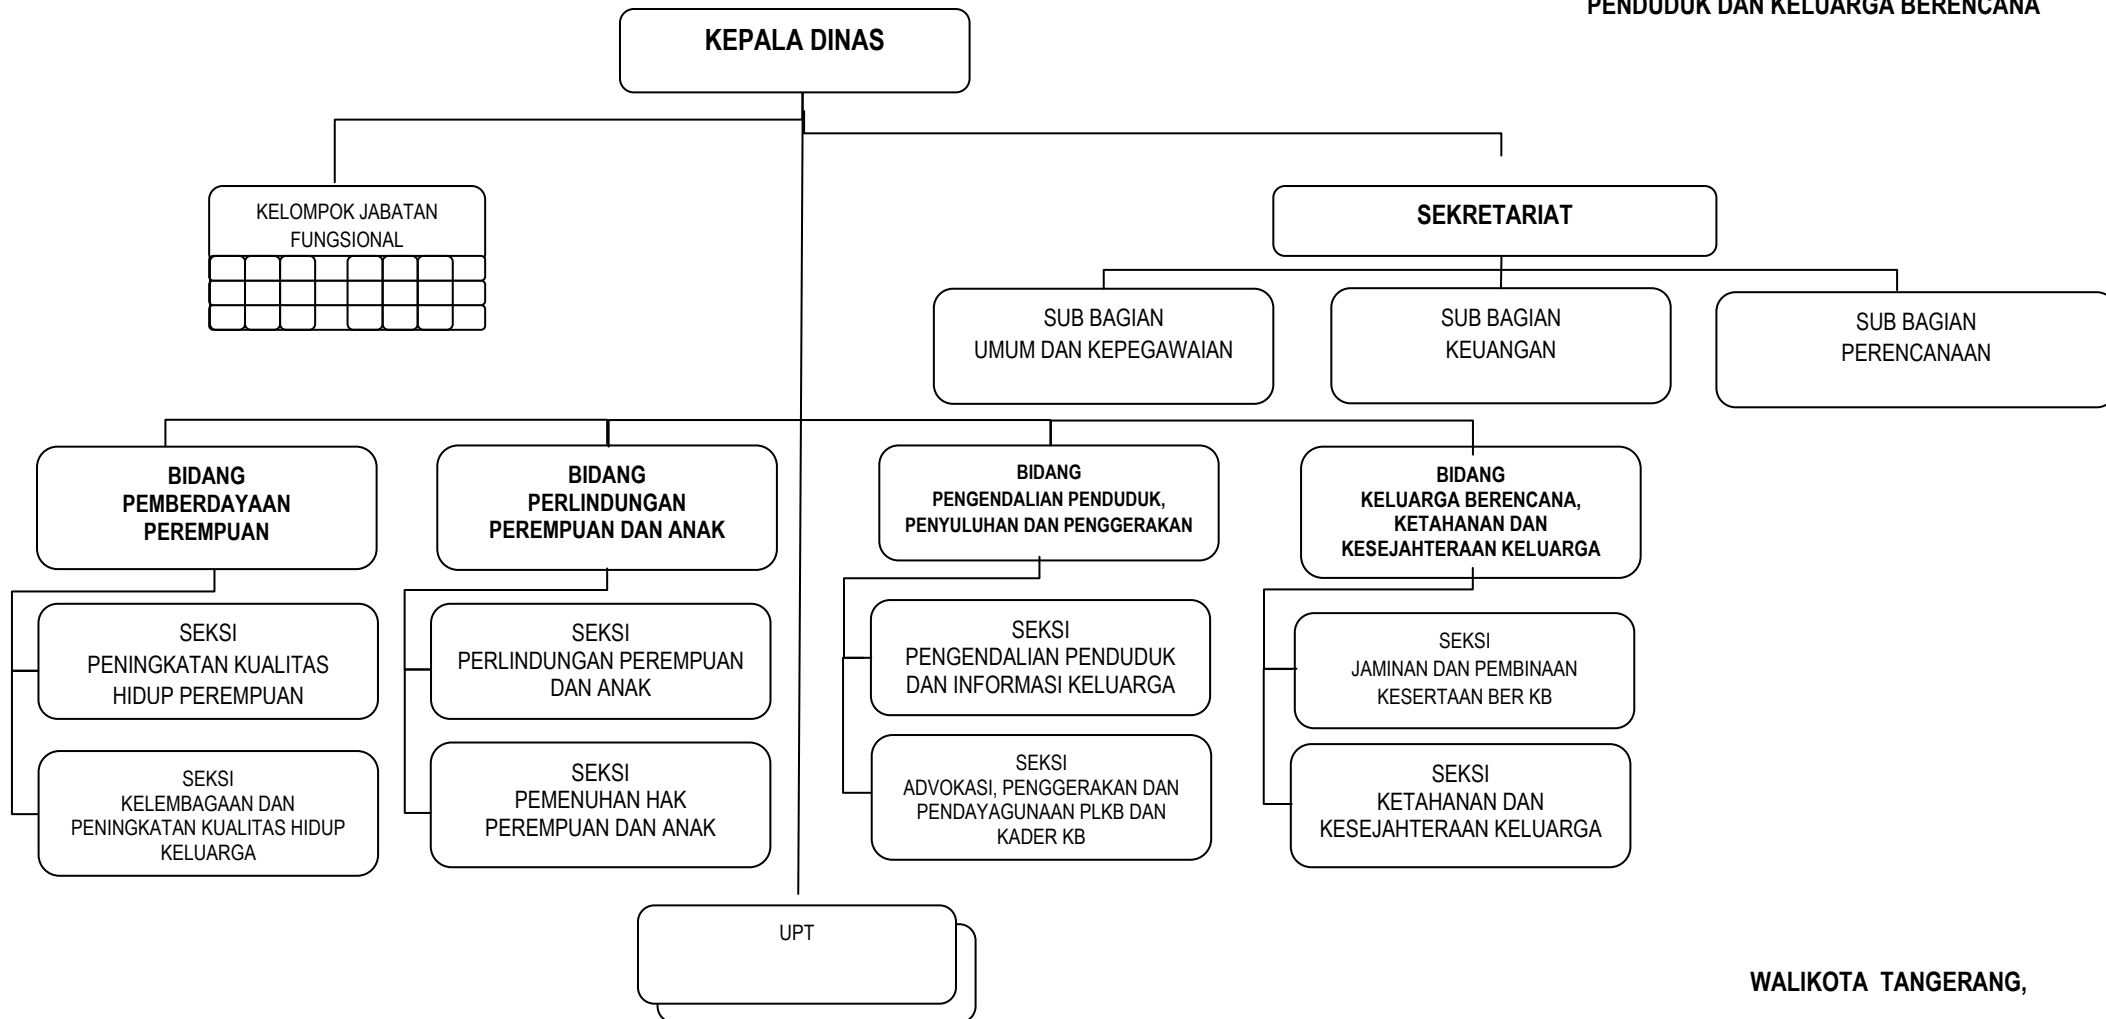 PENDUDUK DAN KELUARGA BERENCANA
KEPALA DINAS
KELOMPOK JABATAN
FUNGSIONAL
SEKRETARIAT
SUB BAGIAN
UMUM DAN KEPEGAWAIAN
SUB BAGIAN
KEUANGAN
SUB BAGIAN
PERENCANAAN
BIDANG
PEMBERDAYAAN
PEREMPUAN
BIDANG
PERLINDUNGAN
PEREMPUAN DAN ANAK
BIDANG
PENGENDALIAN PENDUDUK,
PENYULUHAN DAN PENGGERAKAN
BIDANG
KELUARGA BERENCANA,
KETAHANAN DAN
KESEJAHTERAAN KELUARGA
SEKSI
PENINGKATAN KUALITAS
HIDUP PEREMPUAN
SEKSI
PERLINDUNGAN PEREMPUAN
DAN ANAK
SEKSI
PENGENDALIAN PENDUDUK
DAN INFORMASI KELUARGA
SEKSI
JAMINAN DAN PEMBINAAN
KESERTAAN BER KB
SEKSI
KELEMBAGAAN DAN
PENINGKATAN KUALITAS HIDUP
KELUARGA
SEKSI
PEMENUHAN HAK
PEREMPUAN DAN ANAK
SEKSI
ADVOKASI, PENGGERAKAN DAN
PENDAYAGUNAAN PLKB DAN
KADER KB
SEKSI
KETAHANAN DAN
KESEJAHTERAAN KELUARGA
UPT
WALIKOTA TANGERANG,